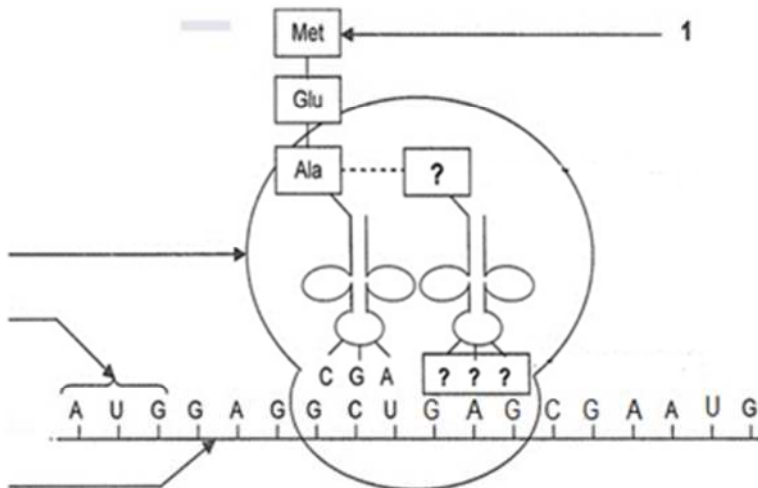 Met 1
Glu
Ala ?
C G A ? ? ?
A U G G A G G C U G A G C G A A U G